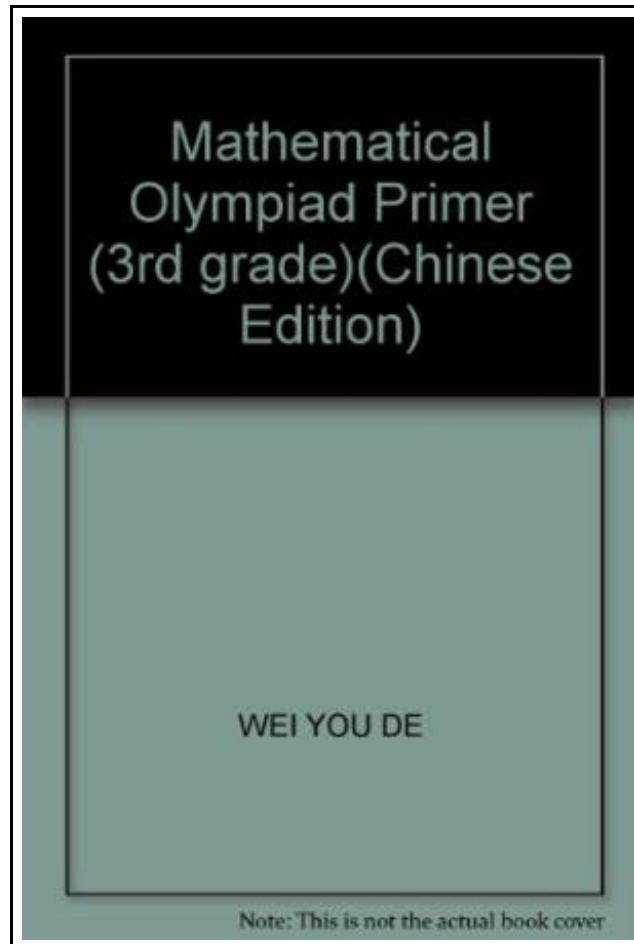 Mathematical
Olympiad Primer
(3rd grade)(Chinese
Edition)
WEI YOU DE
Note: This is not the actual book cover